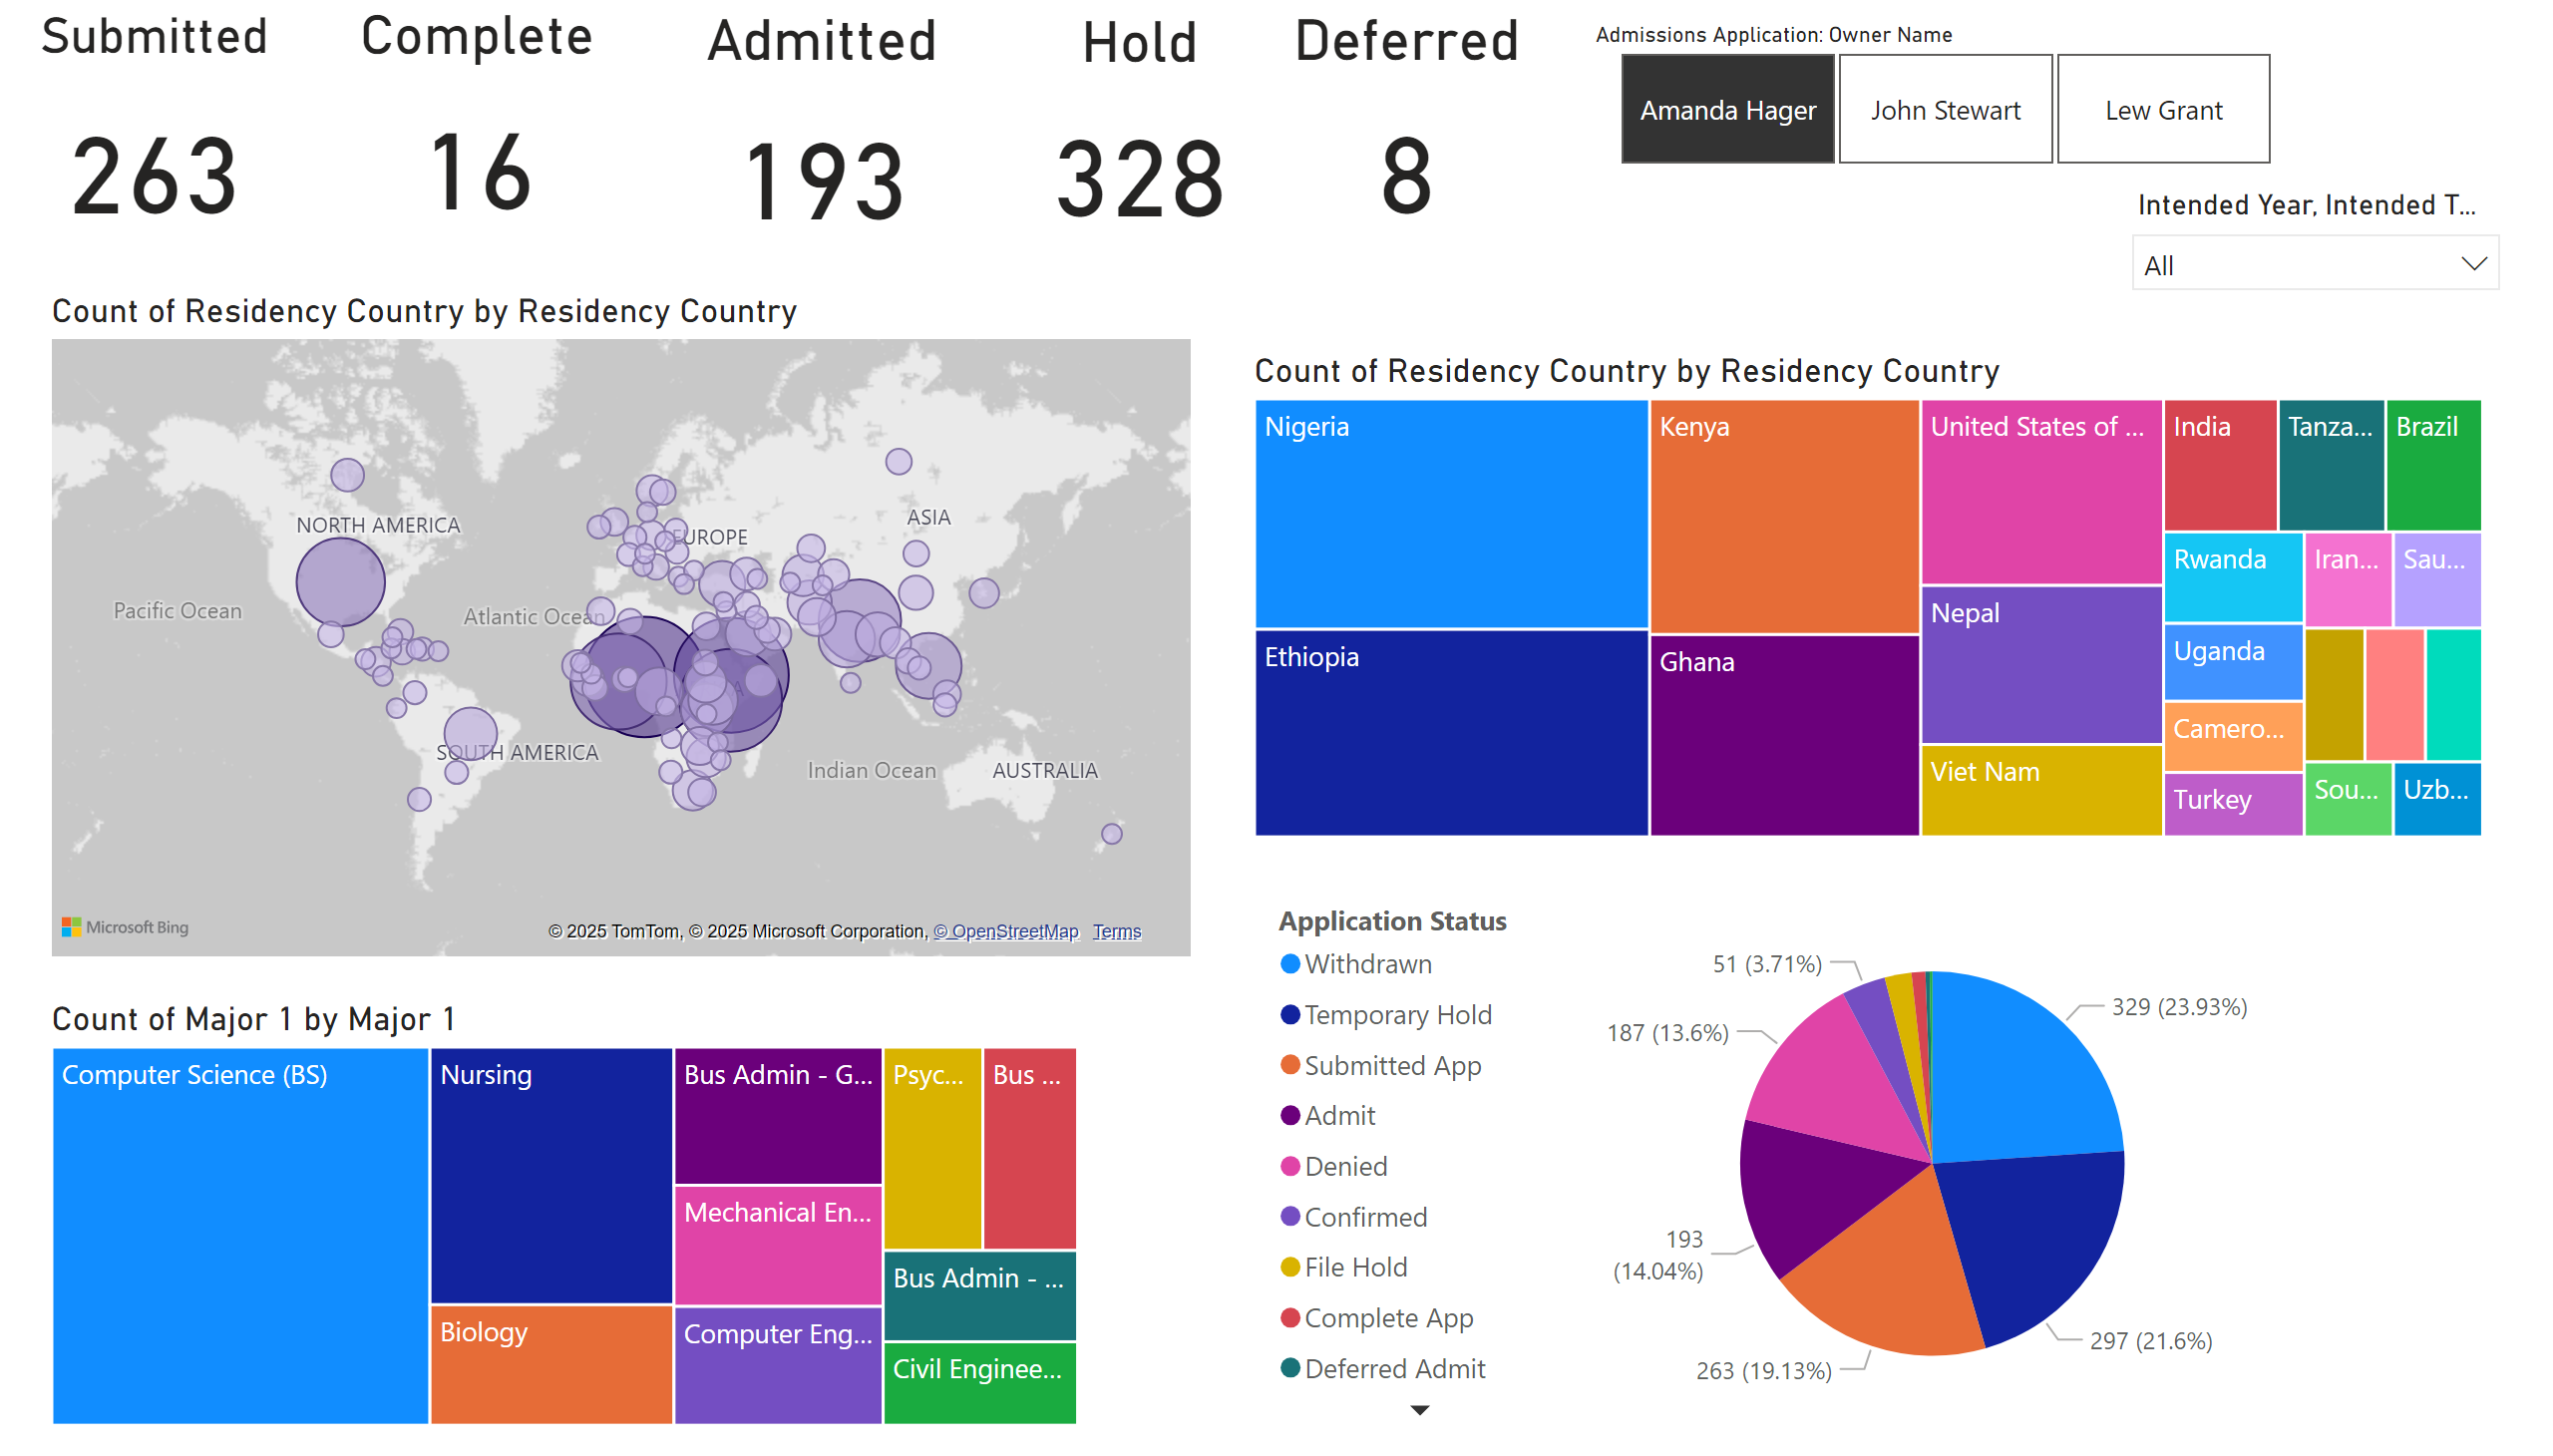 Submitted
Complete
Admitted
Hold
Deferred
263
16
193
328
8
Admissions Application: Owner Name
Amanda Hager
John Stewart
Lew Grant
Intended Year, Intended T...
All
Count of Residency Country by Residency Country
NORTH AMERICA
EUROPE
ASIA
Pacific Ocean
Atlantic Ocean
SOUTH AMERICA
Indian Ocean
AUSTRALIA
Microsoft Bing
© 2025 TomTom, © 2025 Microsoft Corporation, © OpenStreetMap Terms
Count of Residency Country by Residency Country
Nigeria
Ethiopia
Kenya
Ghana
United States of ...
Nepal
Viet Nam
India
Tanza...
Brazil
Rwanda
Iran...
Sau...
Uganda
Camero...
Turkey
Sou...
Uzb...
Count of Major 1 by Major 1
Computer Science (BS)
Nursing
Biology
Bus Admin - G...
Mechanical En...
Computer Eng...
Psyc...
Bus ...
Bus Admin - ...
Civil Enginee...
Application Status
Withdrawn
Temporary Hold
Submitted App
Admit
Denied
Confirmed
File Hold
Complete App
Deferred Admit
51 (3.71%)
329 (23.93%)
187 (13.6%)
193
(14.04%)
297 (21.6%)
263 (19.13%)